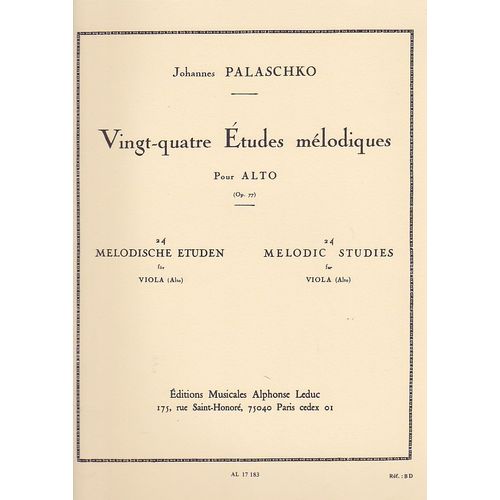 Johannes PALASCHKO
Vingt-quatre Études mélodiques
Pour ALTO
(Op. 77)
24
MELODISCHE ETUDEN
für
VIOLA (Alto)
24
MELODIC STUDIES
for
VIOLA (Alto)
Éditions Musicales Alphonse Leduc
175, rue Saint-Honoré, 75040 Paris cedex 01
AL 17 183
Réf. : BD